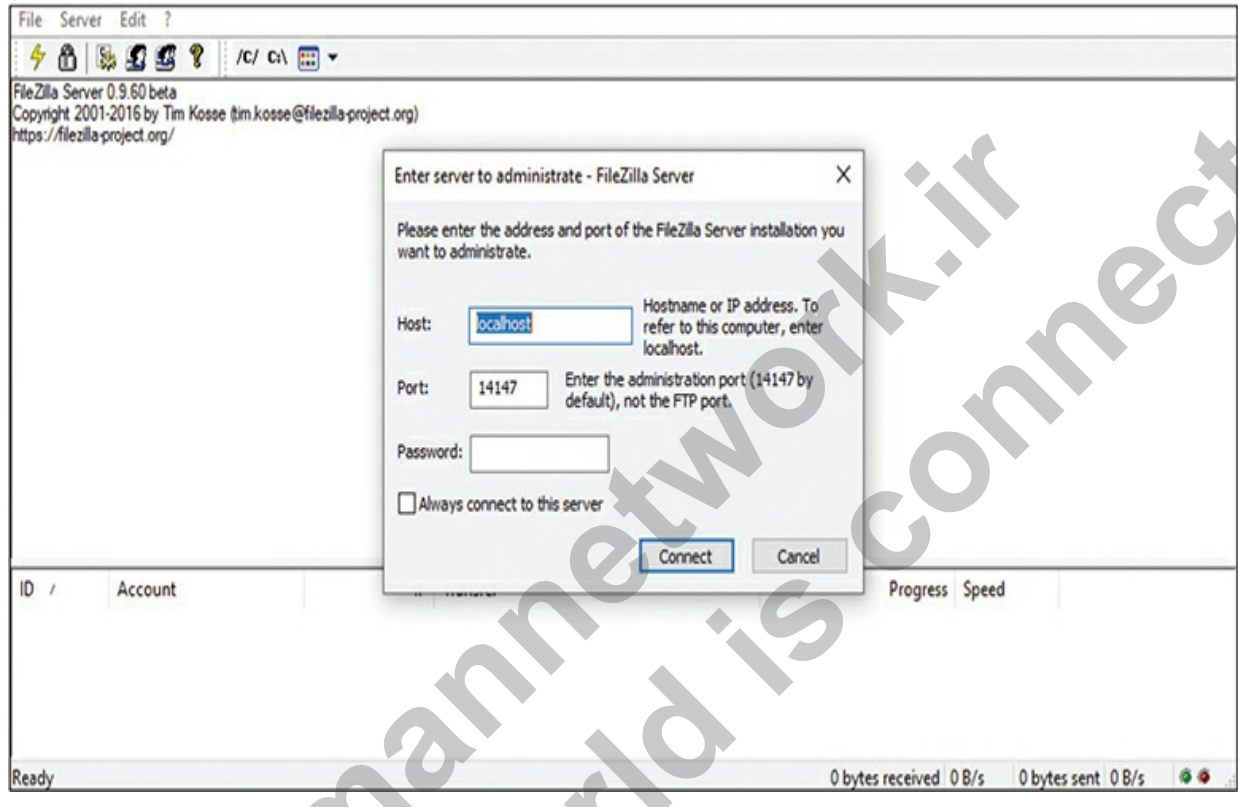 File Server Edit ?
/C/ C:\
FileZilla Server 0.9.60 beta
Copyright 2001-2016 by Tim Kosse (tim.kosse@filezilla-project.org)
https://filezilla-project.org/
Enter server to administrate - FileZilla Server
Please enter the address and port of the FileZilla Server installation you
want to administrate.
Host:
localhost
Hostname or IP address. To
refer to this computer, enter
localhost.
Port:
14147
Enter the administration port (14147 by
default), not the FTP port.
Password:
Always connect to this server
Connect Cancel
ID / Account Progress Speed
Ready 0 bytes received 0 B/s 0 bytes sent 0 B/s
mannetwork.ir
rld is connect